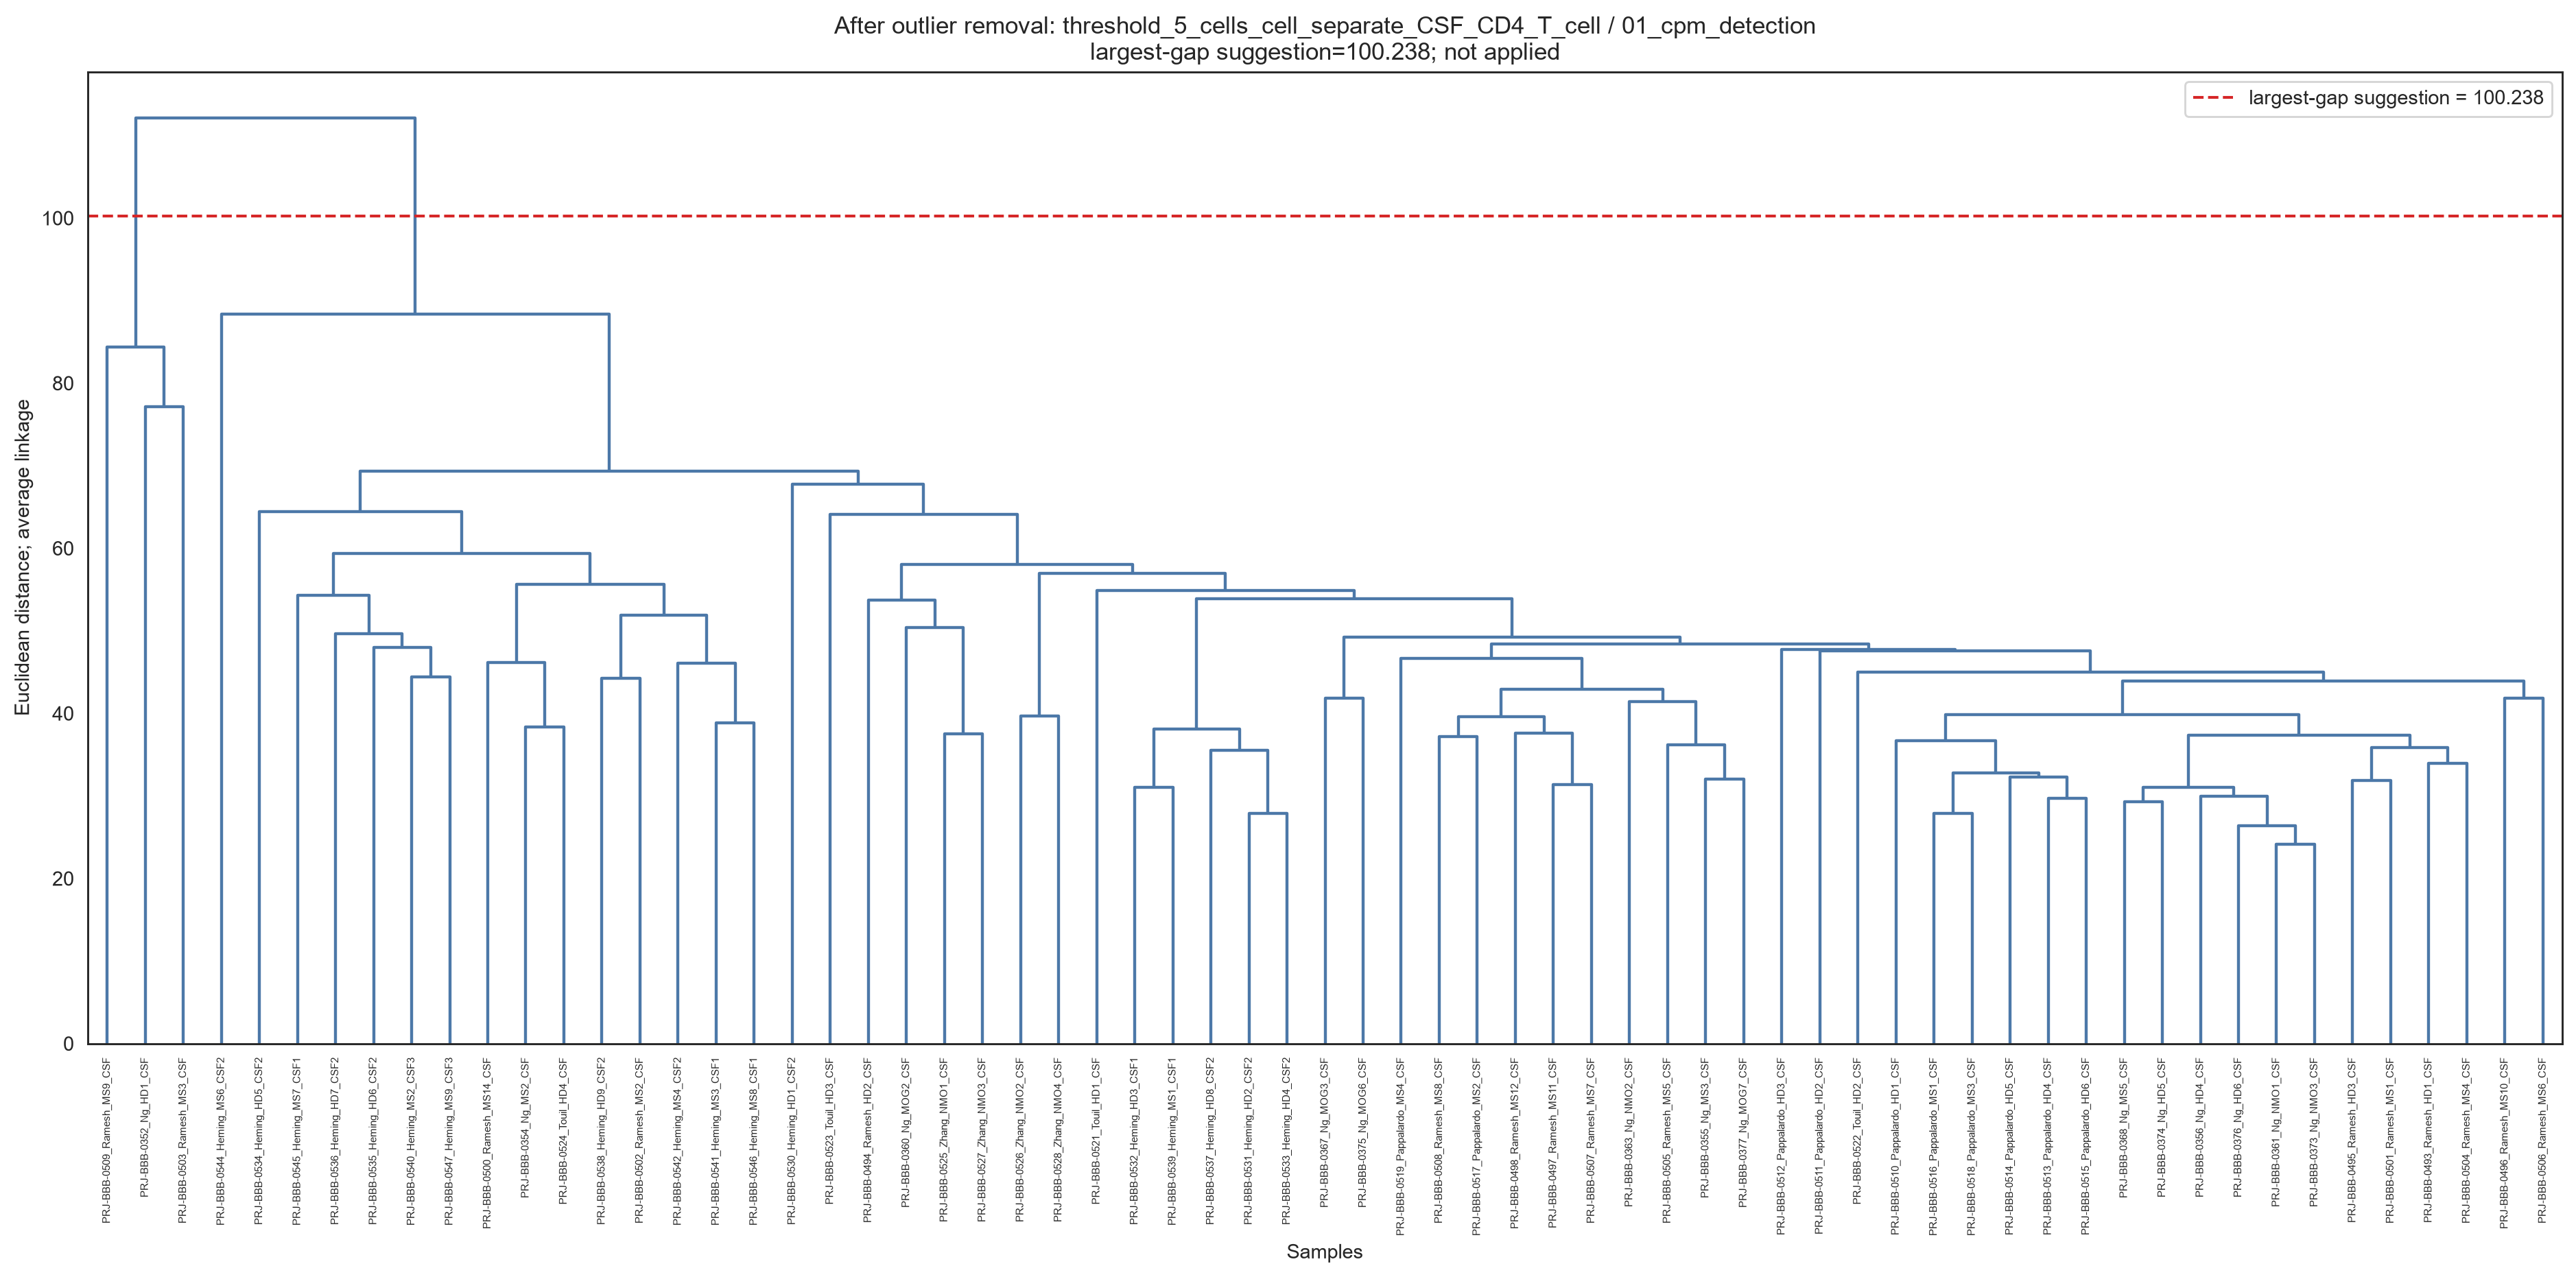 After outlier removal: threshold_5_cells_cell_separate_CSF_CD4_T_cell / 01_cpm_detection
largest-gap suggestion=100.238; not applied
largest-gap suggestion = 100.238
Euclidean distance; average linkage
100
80
60
40
20
0
PRJ-BBB-0509_Ramesh_MS9_CSF
PRJ-BBB-0352_Ng_HD1_CSF
PRJ-BBB-0503_Ramesh_MS3_CSF
PRJ-BBB-0544_Heming_MS6_CSF2
PRJ-BBB-0534_Heming_HD5_CSF2
PRJ-BBB-0545_Heming_MS7_CSF1
PRJ-BBB-0536_Heming_HD7_CSF2
PRJ-BBB-0535_Heming_HD6_CSF2
PRJ-BBB-0540_Heming_MS2_CSF3
PRJ-BBB-0547_Heming_MS9_CSF3
PRJ-BBB-0500_Ramesh_MS14_CSF
PRJ-BBB-0354_Ng_MS2_CSF
PRJ-BBB-0524_Touil_HD4_CSF
PRJ-BBB-0538_Heming_HD9_CSF2
PRJ-BBB-0502_Ramesh_MS2_CSF
PRJ-BBB-0542_Heming_MS4_CSF2
PRJ-BBB-0541_Heming_MS3_CSF1
PRJ-BBB-0546_Heming_MS8_CSF1
PRJ-BBB-0530_Heming_HD1_CSF2
PRJ-BBB-0523_Touil_HD3_CSF
PRJ-BBB-0494_Ramesh_HD2_CSF
PRJ-BBB-0360_Ng_MOG2_CSF
PRJ-BBB-0525_Zhang_NMO1_CSF
PRJ-BBB-0527_Zhang_NMO3_CSF
PRJ-BBB-0526_Zhang_NMO2_CSF
PRJ-BBB-0528_Zhang_NMO4_CSF
PRJ-BBB-0521_Touil_HD1_CSF
PRJ-BBB-0532_Heming_HD3_CSF1
PRJ-BBB-0539_Heming_MS1_CSF1
PRJ-BBB-0537_Heming_HD8_CSF2
PRJ-BBB-0531_Heming_HD2_CSF2
PRJ-BBB-0533_Heming_HD4_CSF2
PRJ-BBB-0367_Ng_MOG3_CSF
PRJ-BBB-0375_Ng_MOG6_CSF
PRJ-BBB-0519_Pappalardo_MS4_CSF
PRJ-BBB-0508_Ramesh_MS8_CSF
PRJ-BBB-0517_Pappalardo_MS2_CSF
PRJ-BBB-0498_Ramesh_MS12_CSF
PRJ-BBB-0497_Ramesh_MS11_CSF
PRJ-BBB-0507_Ramesh_MS7_CSF
PRJ-BBB-0363_Ng_NMO2_CSF
PRJ-BBB-0505_Ramesh_MS5_CSF
PRJ-BBB-0355_Ng_MS3_CSF
PRJ-BBB-0377_Ng_MOG7_CSF
PRJ-BBB-0512_Pappalardo_HD3_CSF
PRJ-BBB-0511_Pappalardo_HD2_CSF
PRJ-BBB-0522_Touil_HD2_CSF
PRJ-BBB-0510_Pappalardo_HD1_CSF
PRJ-BBB-0516_Pappalardo_MS1_CSF
PRJ-BBB-0518_Pappalardo_MS3_CSF
PRJ-BBB-0514_Pappalardo_HD5_CSF
PRJ-BBB-0513_Pappalardo_HD4_CSF
PRJ-BBB-0515_Pappalardo_HD6_CSF
PRJ-BBB-0368_Ng_MS5_CSF
PRJ-BBB-0374_Ng_HD5_CSF
PRJ-BBB-0356_Ng_HD4_CSF
PRJ-BBB-0376_Ng_HD6_CSF
PRJ-BBB-0361_Ng_NMO1_CSF
PRJ-BBB-0373_Ng_NMO3_CSF
PRJ-BBB-0495_Ramesh_HD3_CSF
PRJ-BBB-0501_Ramesh_MS1_CSF
PRJ-BBB-0493_Ramesh_HD1_CSF
PRJ-BBB-0504_Ramesh_MS4_CSF
PRJ-BBB-0496_Ramesh_MS10_CSF
PRJ-BBB-0506_Ramesh_MS6_CSF
Samples